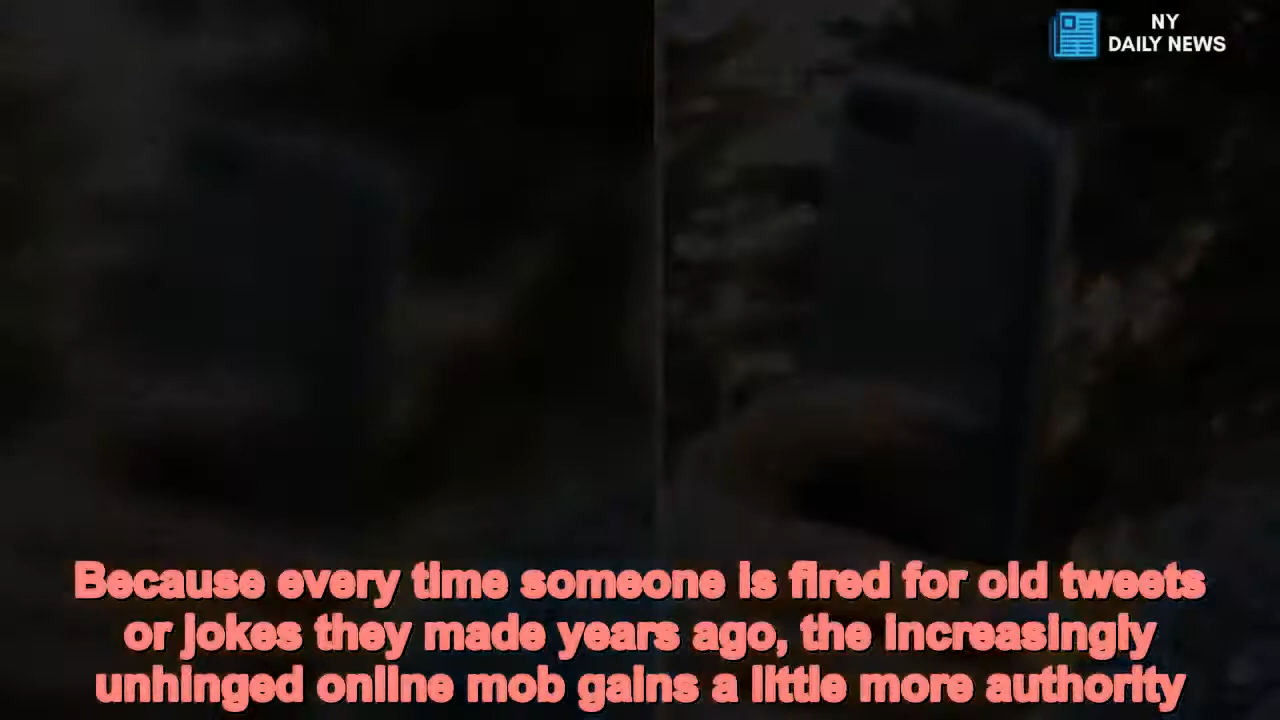 NY
DAILY NEWS
Because every time someone is fired for old tweets
or jokes they made years ago, the increasingly
unhinged online mob gains a little more authority